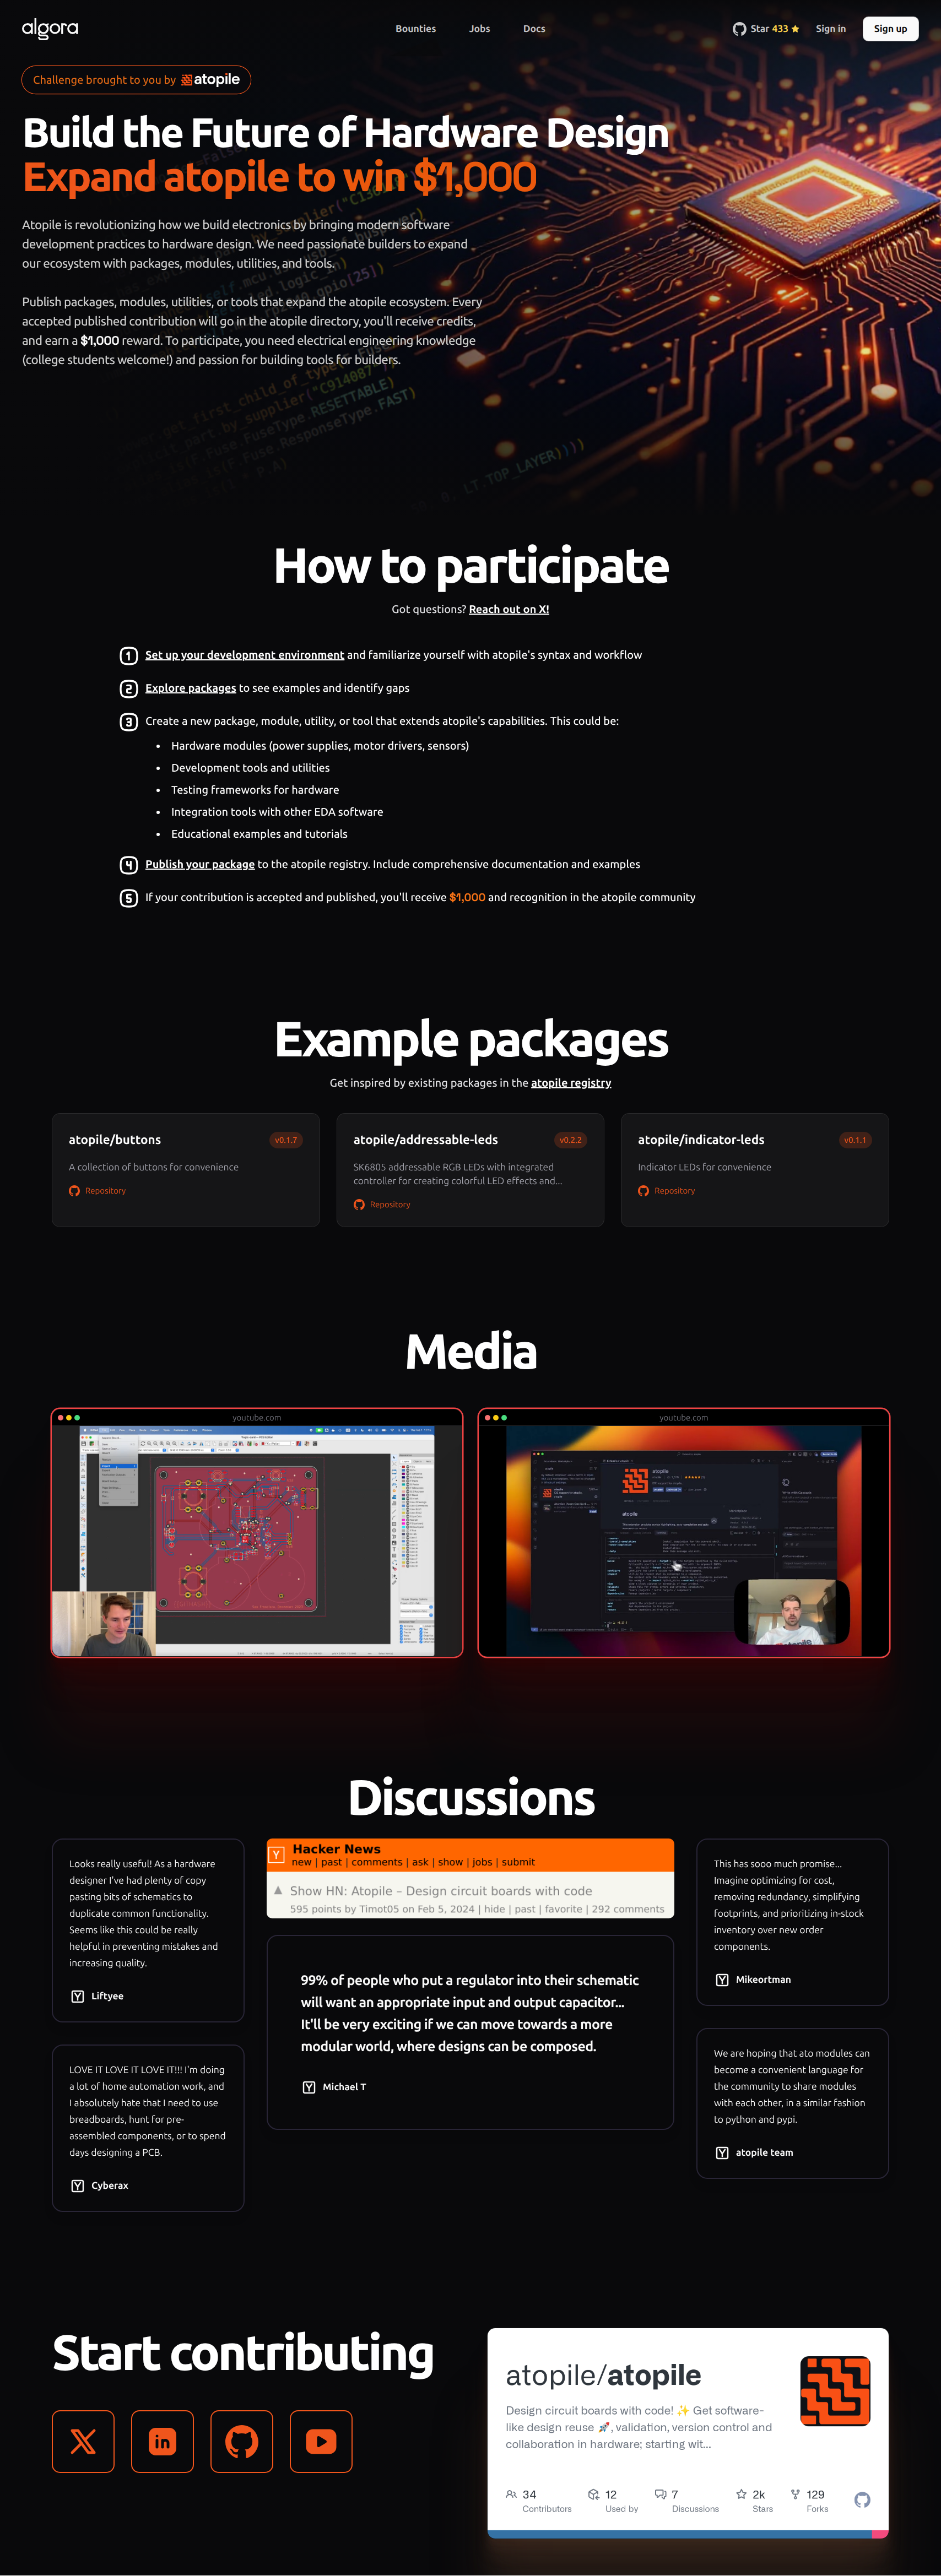 algora
Bounties Jobs Docs
Star 433
Sign in
Sign up
Challenge brought to you by atopile
Build the Future of Hardware Design
Expand atopile to win $1,000
Atopile is revolutionizing how we build electronics by bringing modern software
development practices to hardware design. We need passionate builders to expand
our ecosystem with packages, modules, utilities, and tools.
Publish packages, modules, utilities, or tools that expand the atopile ecosystem. Every
accepted published contribution will go in the atopile directory, you'll receive credits,
and earn a $1,000 reward. To participate, you need electrical engineering knowledge
(college students welcome!) and passion for building tools for builders.
How to participate
Got questions? Reach out on X!
1 Set up your development environment and familiarize yourself with atopile's syntax and workflow
2 Explore packages to see examples and identify gaps
3 Create a new package, module, utility, or tool that extends atopile's capabilities. This could be:
• Hardware modules (power supplies, motor drivers, sensors)
• Development tools and utilities
• Testing frameworks for hardware
• Integration tools with other EDA software
• Educational examples and tutorials
4 Publish your package to the atopile registry. Include comprehensive documentation and examples
5 If your contribution is accepted and published, you'll receive $1,000 and recognition in the atopile community
Example packages
Get inspired by existing packages in the atopile registry
atopile/buttons v0.1.7
A collection of buttons for convenience
Repository
atopile/addressable-leds v0.2.2
SK6805 addressable RGB LEDs with integrated
controller for creating colorful LED effects and...
Repository
atopile/indicator-leds v0.1.1
Indicator LEDs for convenience
Repository
Media
youtube.com
youtube.com
Discussions
Looks really useful! As a hardware
designer I've had plenty of copy
pasting bits of schematics to
duplicate common functionality.
Seems like this could be really
helpful in preventing mistakes and
increasing quality.
Liftyee
LOVE IT LOVE IT LOVE IT!!! I'm doing
a lot of home automation work, and
I absolutely hate that I need to use
breadboards, hunt for pre-
assembled components, or to spend
days designing a PCB.
Cyberax
Y Hacker News
new | past | comments | ask | show | jobs | submit
Show HN: Atopile – Design circuit boards with code
595 points by Timot05 on Feb 5, 2024 | hide | past | favorite | 292 comments
99% of people who put a regulator into their schematic
will want an appropriate input and output capacitor...
It'll be very exciting if we can move towards a more
modular world, where designs can be composed.
Michael T
This has sooo much promise...
Imagine optimizing for cost,
removing redundancy, simplifying
footprints, and prioritizing in-stock
inventory over new order
components.
Mikeortman
We are hoping that ato modules can
become a convenient language for
the community to share modules
with each other, in a similar fashion
to python and pypi.
atopile team
Start contributing
atopile/atopile
Design circuit boards with code! ✨ Get software-
like design reuse 🚀, validation, version control and
collaboration in hardware; starting wit...
34 Contributors
12 Used by
7 Discussions
2k Stars
129 Forks